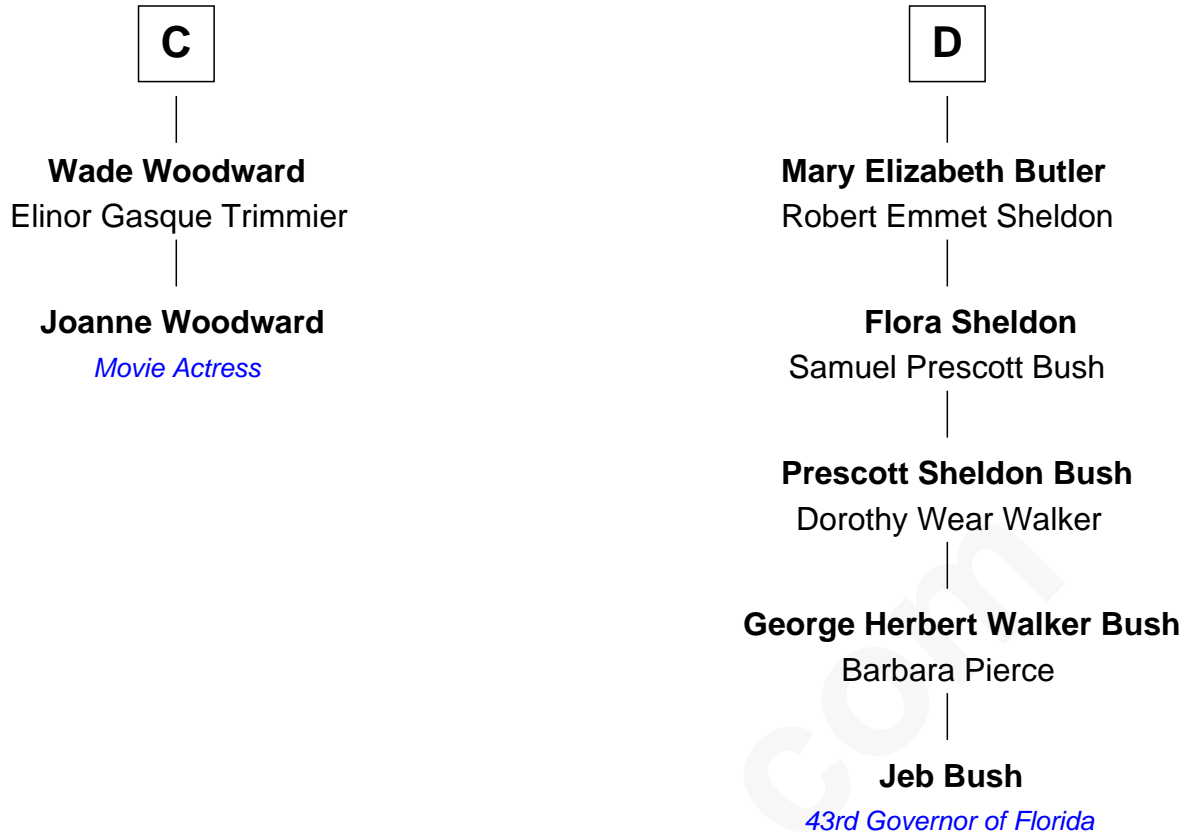 C
Wade Woodward
Elinor Gasque Trimmier
Joanne Woodward
Movie Actress
D
Mary Elizabeth Butler
Robert Emmet Sheldon
Flora Sheldon
Samuel Prescott Bush
Prescott Sheldon Bush
Dorothy Wear Walker
George Herbert Walker Bush
Barbara Pierce
Jeb Bush
43rd Governor of Florida
com